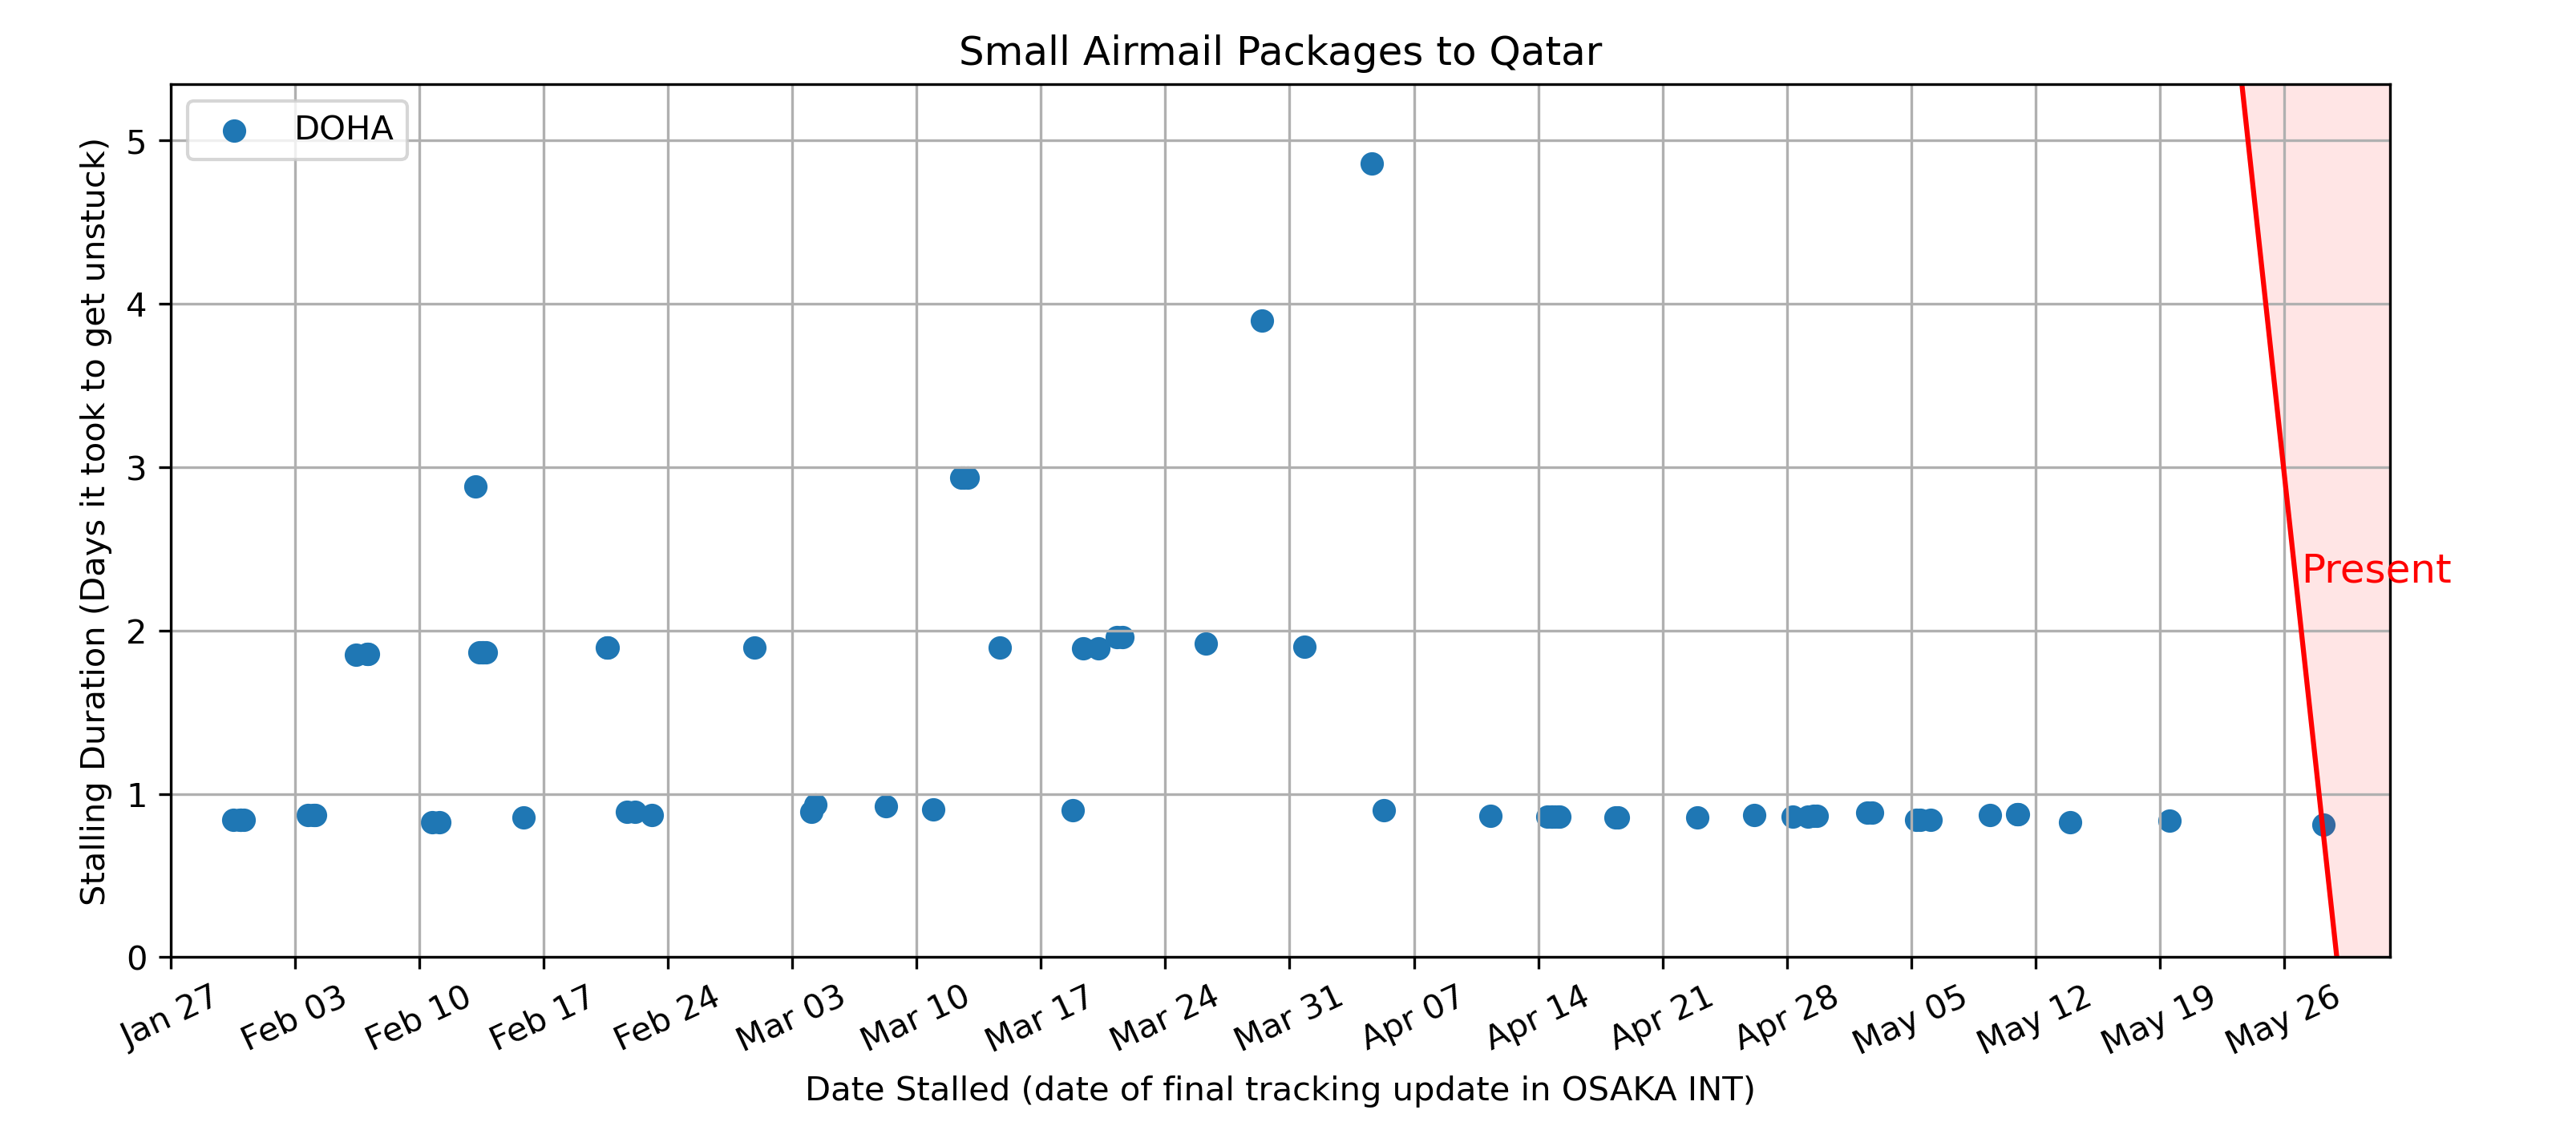 Small Airmail Packages to Qatar
DOHA
Stalling Duration (Days it took to get unstuck)
5
4
3
2
1
0
Present
Jan 27
Feb 03
Feb 10
Feb 17
Feb 24
Mar 03
Mar 10
Mar 17
Mar 24
Mar 31
Apr 07
Apr 14
Apr 21
Apr 28
May 05
May 12
May 19
May 26
Date Stalled (date of final tracking update in OSAKA INT)